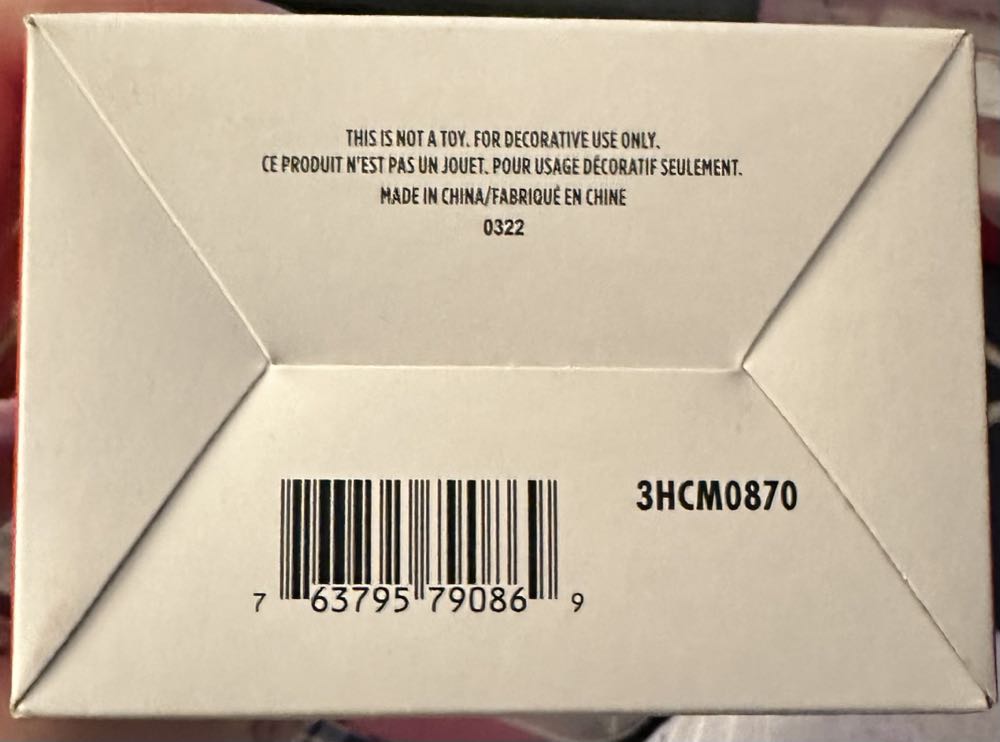 THIS IS NOT A TOY. FOR DECORATIVE USE ONLY.
CE PRODUIT N'EST PAS UN JOUET. POUR USAGE DÉCORATIF SEULEMENT.
MADE IN CHINA/FABRIQUÉ EN CHINE
0322
3HCM0870
7 63795 79086 9